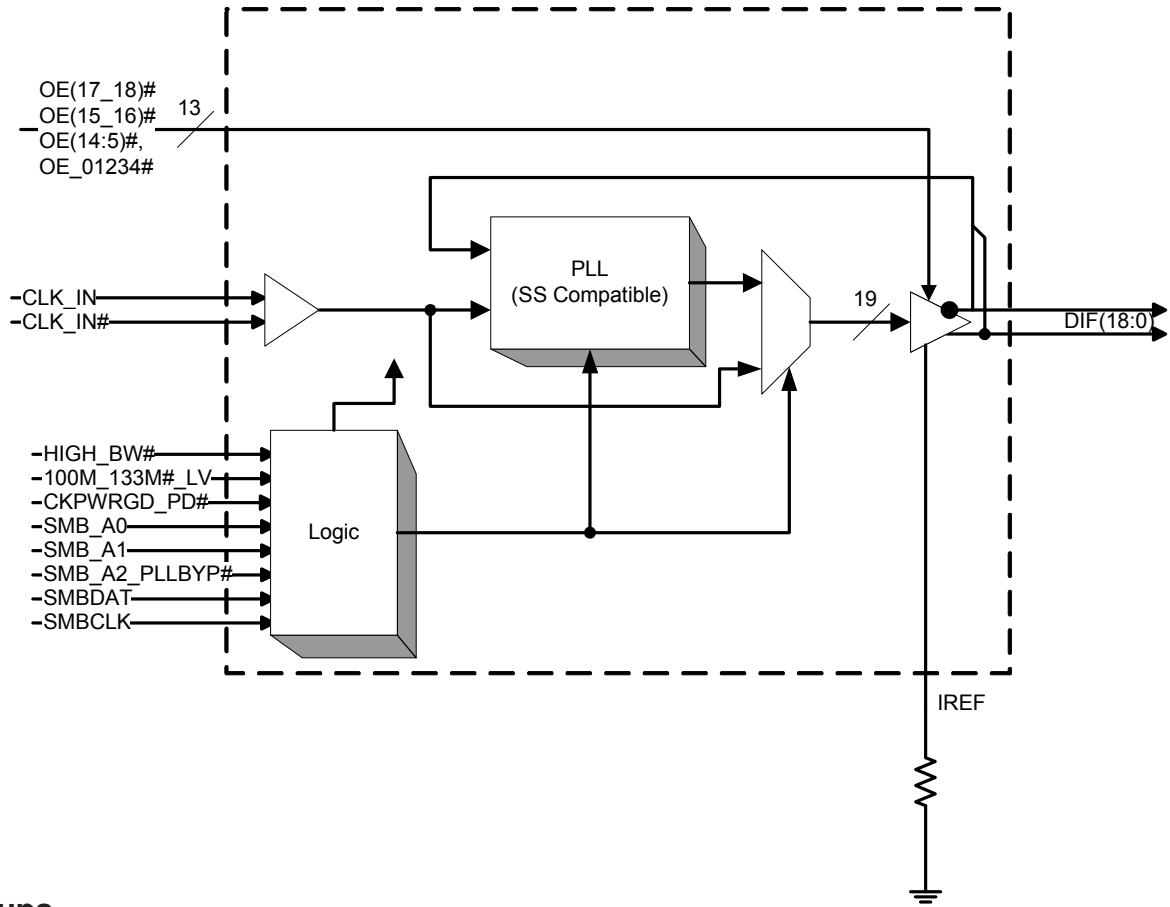 OE(17_18)#
OE(15_16)#
OE(14:5)#,
OE_01234#
13
PLL
(SS Compatible)
CLK_IN
CLK_IN#
19
DIF(18:0)
HIGH_BW#
100M_133M#_LV
CKPWRGD_PD#
SMB_A0
SMB_A1
SMB_A2_PLLBYP#
SMBDAT
SMBCLK
Logic
IREF